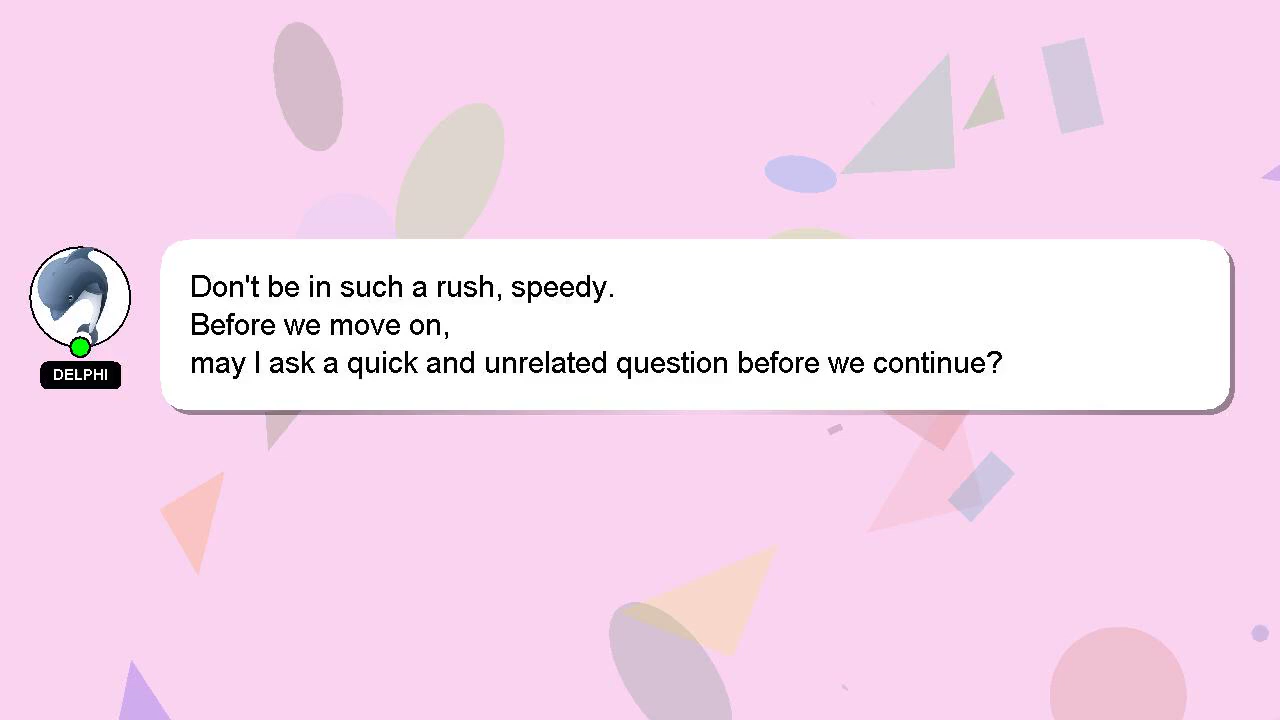 Don't be in such a rush, speedy.
Before we move on,
may I ask a quick and unrelated question before we continue?
DELPHI